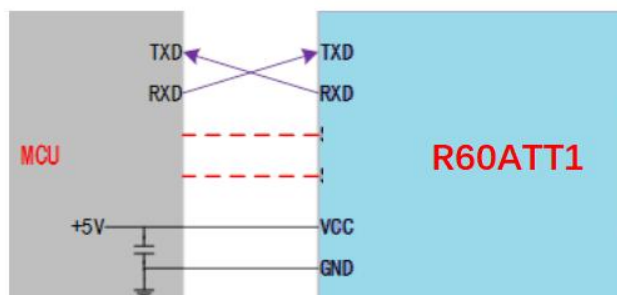 TXD TXD
RXD RXD
MCU R60ATT1
+5V VCC
GND